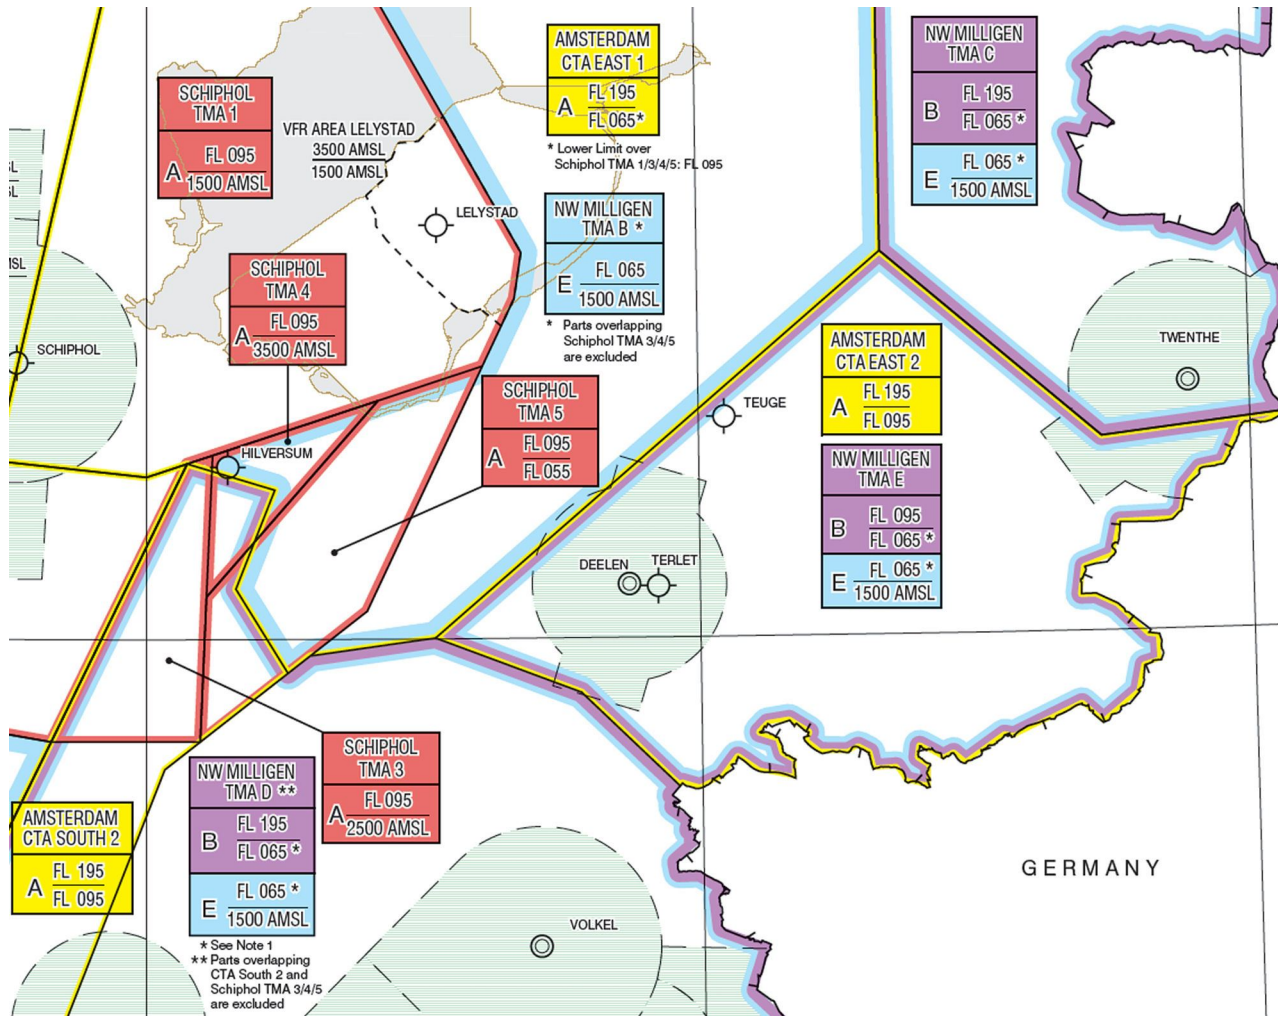 SCHIPHOL
TMA 1
A
FL 095
1500 AMSL
VFR AREA LELYSTAD
3500 AMSL
1500 AMSL
AMSTERDAM
CTA EAST 1
A
FL 195
FL 065*
* Lower Limit over
Schiphol TMA 1/3/4/5: FL 095
NW MILLIGEN
TMA C
B
FL 195
FL 065 *
E
FL 065 *
1500 AMSL
LELYSTAD
NW MILLIGEN
TMA B *
E
FL 065
1500 AMSL
* Parts overlapping
Schiphol TMA 3/4/5
are excluded
SCHIPHOL
TMA 4
A
FL 095
3500 AMSL
SCHIPHOL
AMSTERDAM
CTA EAST 2
A
FL 195
FL 095
TWENTHE
SCHIPHOL
TMA 5
A
FL 095
FL 055
TEUGE
HILVERSUM
NW MILLIGEN
TMA E
B
FL 095
FL 065 *
E
FL 065 *
1500 AMSL
DEELEN
TERLET
SCHIPHOL
TMA 3
A
FL 095
2500 AMSL
NW MILLIGEN
TMA D **
B
FL 195
FL 065 *
E
FL 065 *
1500 AMSL
* See Note 1
** Parts overlapping
CTA South 2 and
Schiphol TMA 3/4/5
are excluded
AMSTERDAM
CTA SOUTH 2
A
FL 195
FL 095
GERMANY
VOLKEL